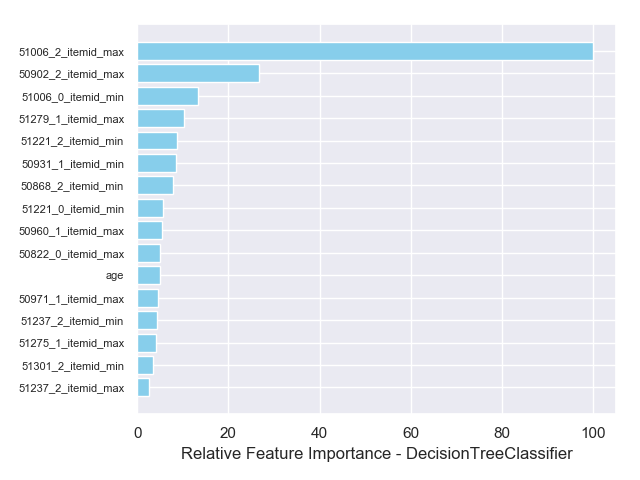 51006_2_itemid_max
50902_2_itemid_max
51006_0_itemid_min
51279_1_itemid_max
51221_2_itemid_min
50931_1_itemid_min
50868_2_itemid_min
51221_0_itemid_min
50960_1_itemid_max
50822_0_itemid_max
age
50971_1_itemid_max
51237_2_itemid_min
51275_1_itemid_max
51301_2_itemid_min
51237_2_itemid_max
0 20 40 60 80 100
Relative Feature Importance - DecisionTreeClassifier